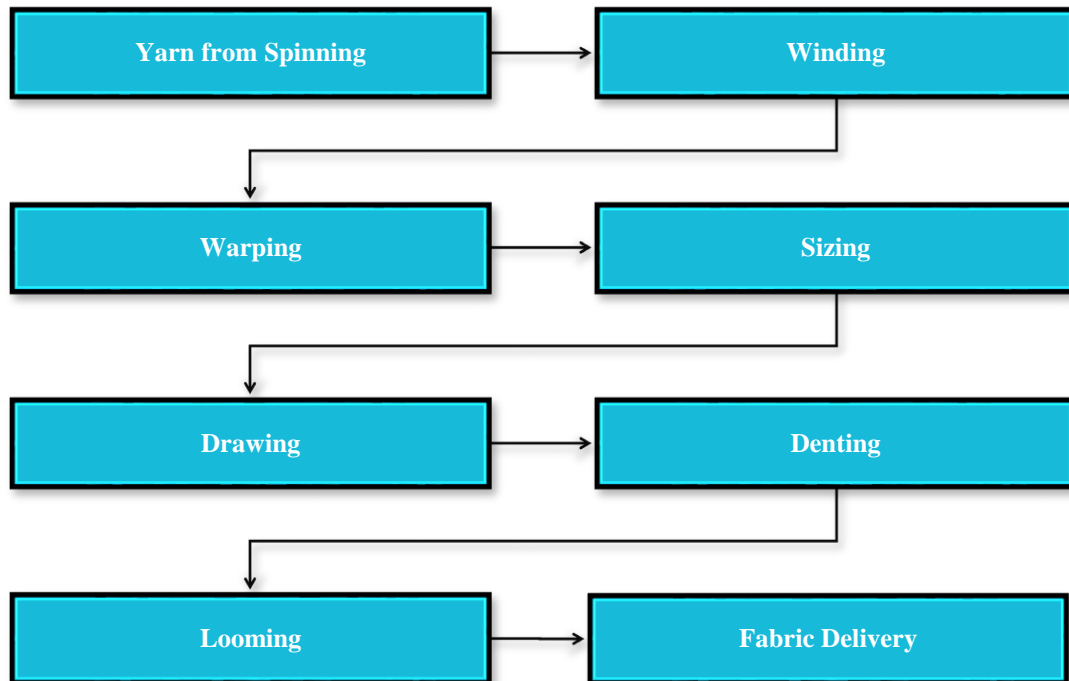 Yarn from Spinning
Winding
Warping
Sizing
Drawing
Denting
Looming
Fabric Delivery